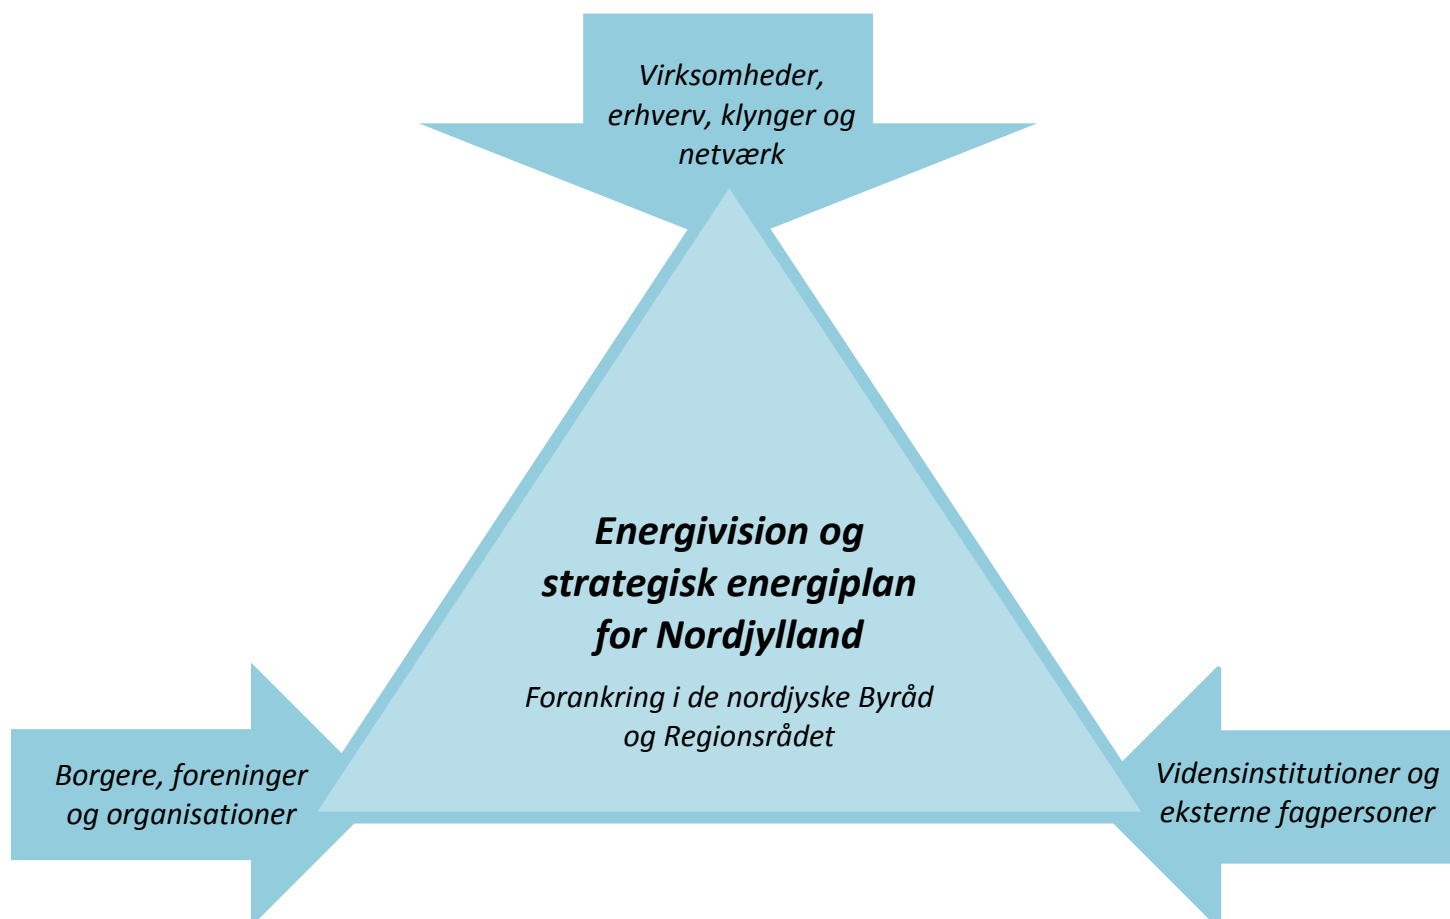 Virksomheder,
erhverv, klynger og
netværk
Energivision og
strategisk energiplan
for Nordjylland
Forankring i de nordjyske Byråd
og Regionsrådet
Borgere, foreninger
og organisationer
Vidensinstitutioner og
eksterne fagpersoner